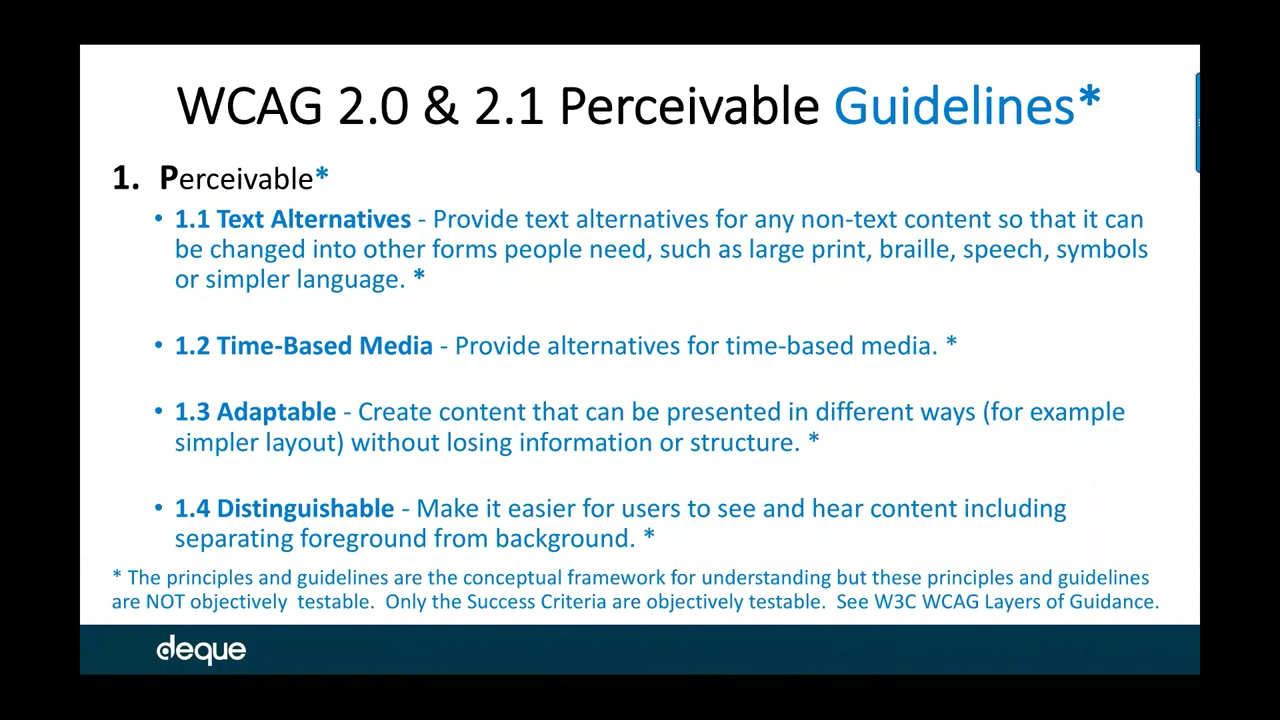 WCAG 2.0 & 2.1 Perceivable Guidelines*
1. Perceivable*
• 1.1 Text Alternatives - Provide text alternatives for any non-text content so that it can
be changed into other forms people need, such as large print, braille, speech, symbols
or simpler language. *
• 1.2 Time-Based Media - Provide alternatives for time-based media. *
• 1.3 Adaptable - Create content that can be presented in different ways (for example
simpler layout) without losing information or structure. *
• 1.4 Distinguishable - Make it easier for users to see and hear content including
separating foreground from background. *
* The principles and guidelines are the conceptual framework for understanding but these principles and guidelines
are NOT objectively testable. Only the Success Criteria are objectively testable. See W3C WCAG Layers of Guidance.
deque